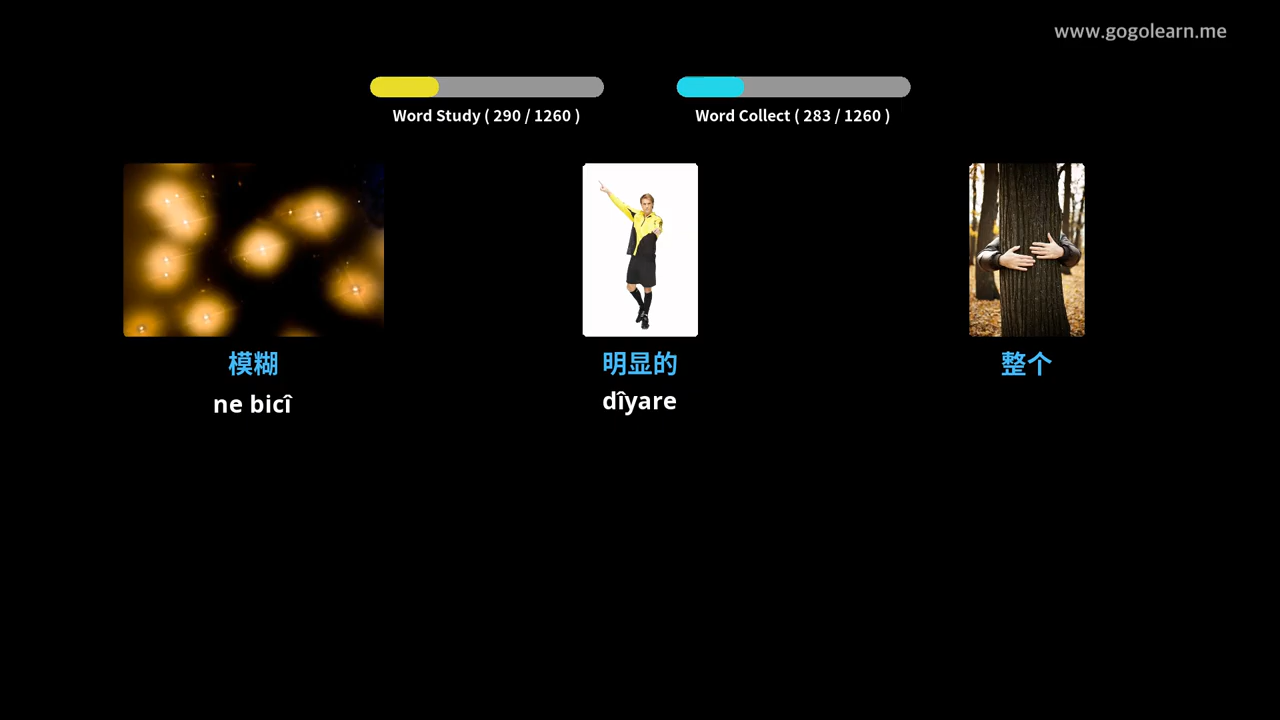 www.gogolearn.me
Word Study ( 290 / 1260 )
Word Collect ( 283 / 1260 )
模糊
明显的
整个
ne bicî
dîyare